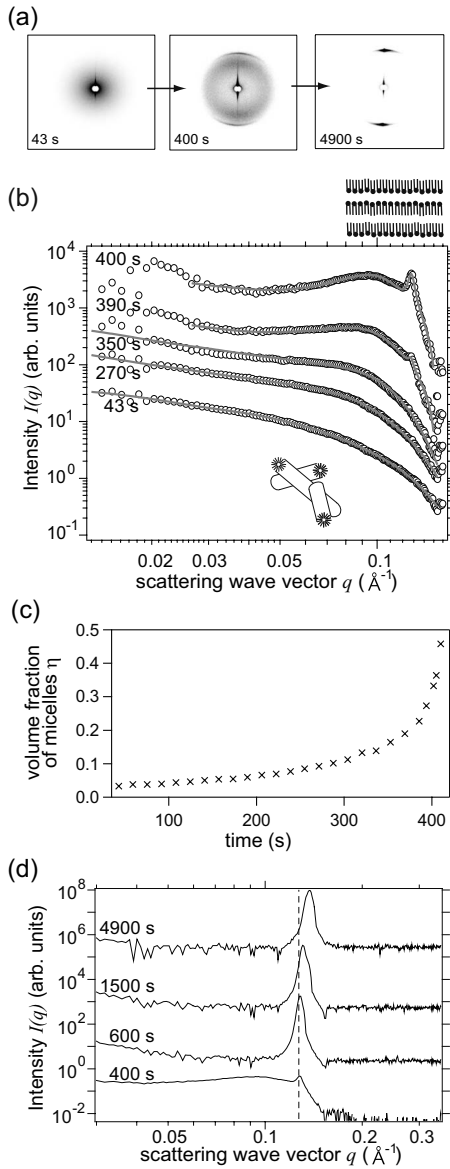 (a)
43 s
400 s
4900 s
(b)
Intensity I(q) (arb. units)
10^4
10^3
10^2
10^1
10^0
10^-1
400 s
390 s
350 s
270 s
43 s
0.02
0.03
0.05
0.1
scattering wave vector q (Å^-1)
(c)
volume fraction
of micelles η
0.5
0.4
0.3
0.2
0.1
0.0
100
200
300
400
time (s)
(d)
Intensity I(q) (arb. units)
10^8
10^6
10^4
10^2
10^0
10^-2
4900 s
1500 s
600 s
400 s
0.05
0.1
0.2
0.3
scattering wave vector q (Å^-1)